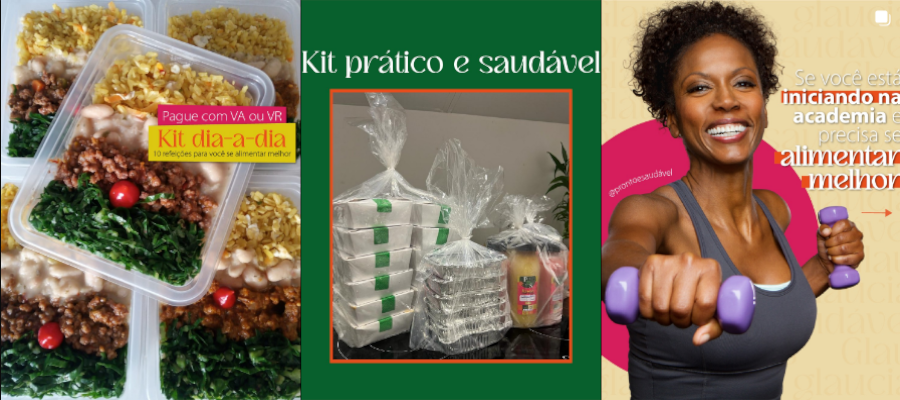 Pague com VA ou VR
Kit dia-a-dia
10 refeições para você se alimentar melhor
Kit prático e saudável
Se você está
iniciando na
academia e
precisa se
alimentar
melhor
@prontoesaudável